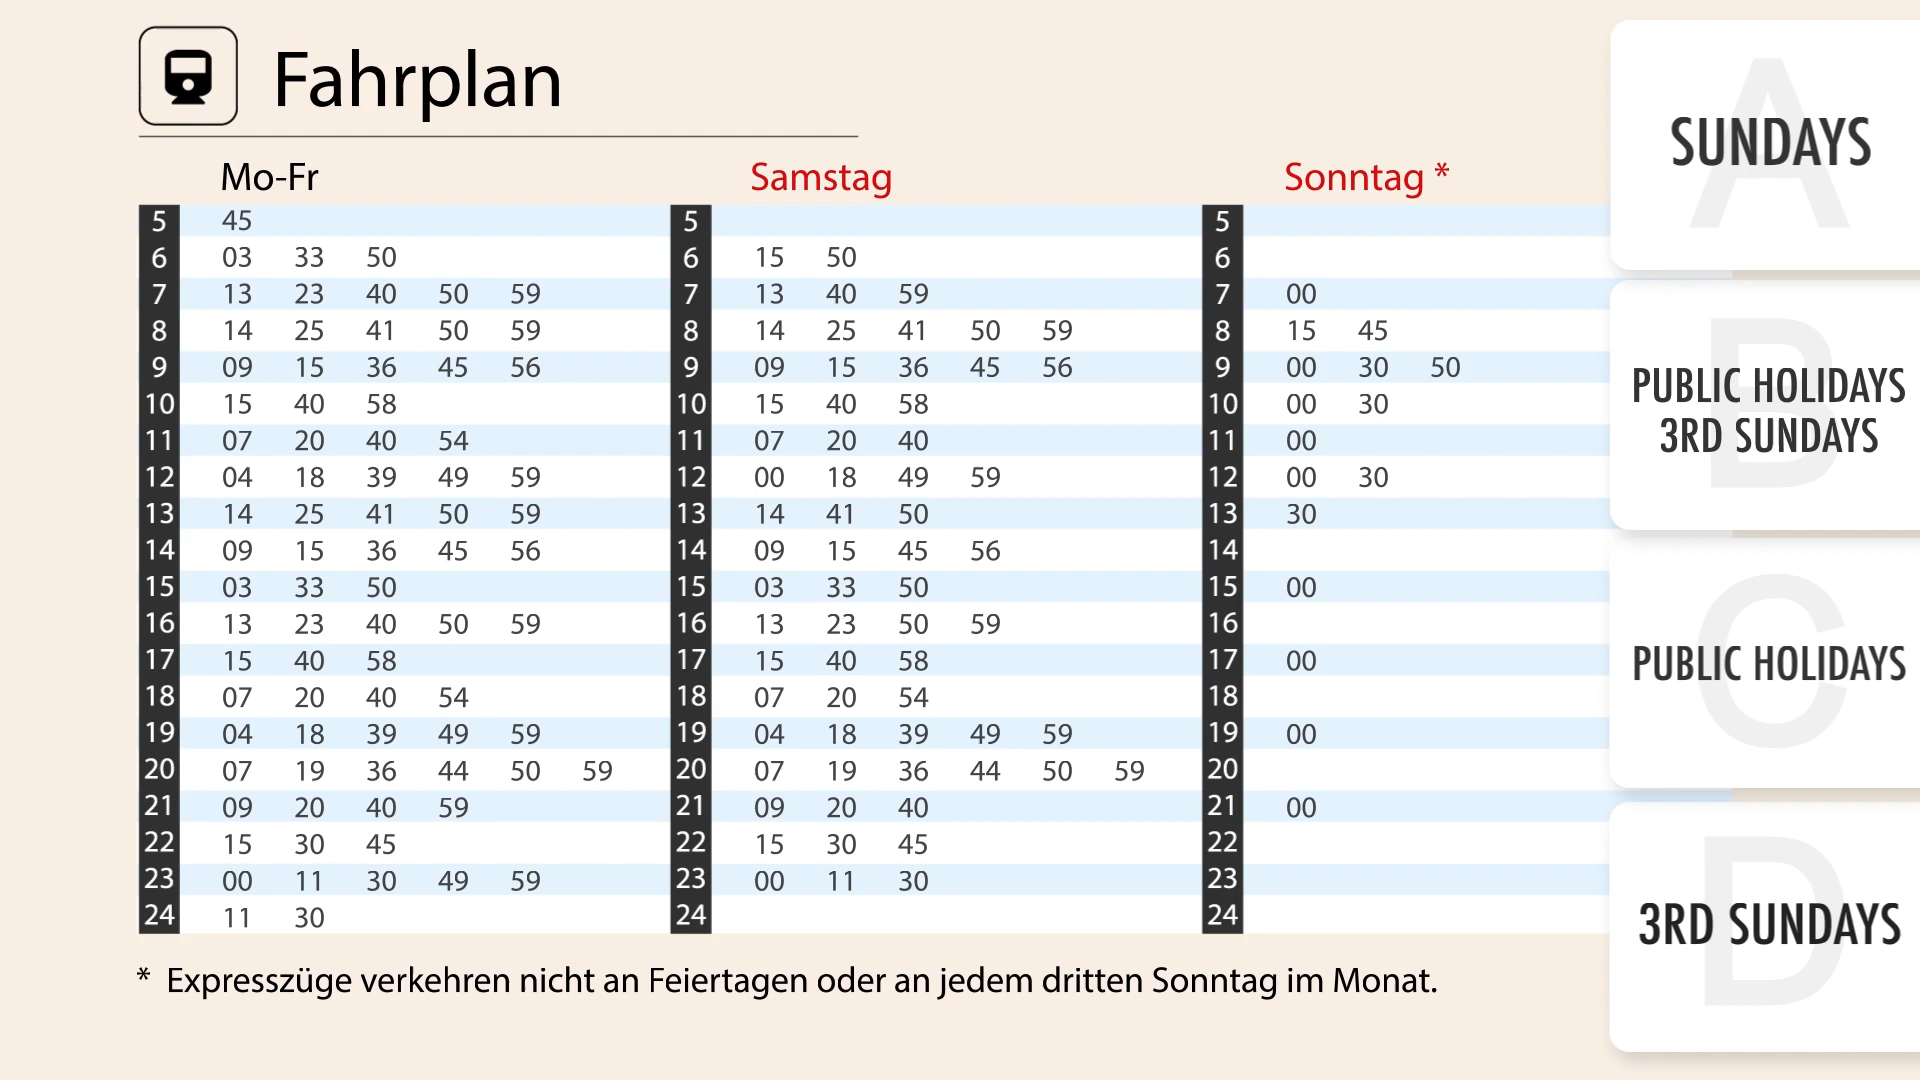 Fahrplan
Mo-Fr Samstag Sonntag *
5 45 5 5
6 03 33 50 6 15 50 6
7 13 23 40 50 59 7 13 40 59 7 00
8 14 25 41 50 59 8 14 25 41 50 59 8 15 45
9 09 15 36 45 56 9 09 15 36 45 56 9 00 30 50
10 15 40 58 10 15 40 58 10 00 30
11 07 20 40 54 11 07 20 40 11 00
12 04 18 39 49 59 12 00 18 49 59 12 00 30
13 14 25 41 50 59 13 14 41 50 13 30
14 09 15 36 45 56 14 09 15 45 56 14
15 03 33 50 15 03 33 50 15 00
16 13 23 40 50 59 16 13 23 50 59 16
17 15 40 58 17 15 40 58 17 00
18 07 20 40 54 18 07 20 54 18
19 04 18 39 49 59 19 04 18 39 49 59 19 00
20 07 19 36 44 50 59 20 07 19 36 44 50 59 20
21 09 20 40 59 21 09 20 40 21 00
22 15 30 45 22 15 30 45 22
23 00 11 30 49 59 23 00 11 30 23
24 11 30 24 24
* Expresszüge verkehren nicht an Feiertagen oder an jedem dritten Sonntag im Monat.
A
SUNDAYS
B
PUBLIC HOLIDAYS
3RD SUNDAYS
C
PUBLIC HOLIDAYS
D
3RD SUNDAYS